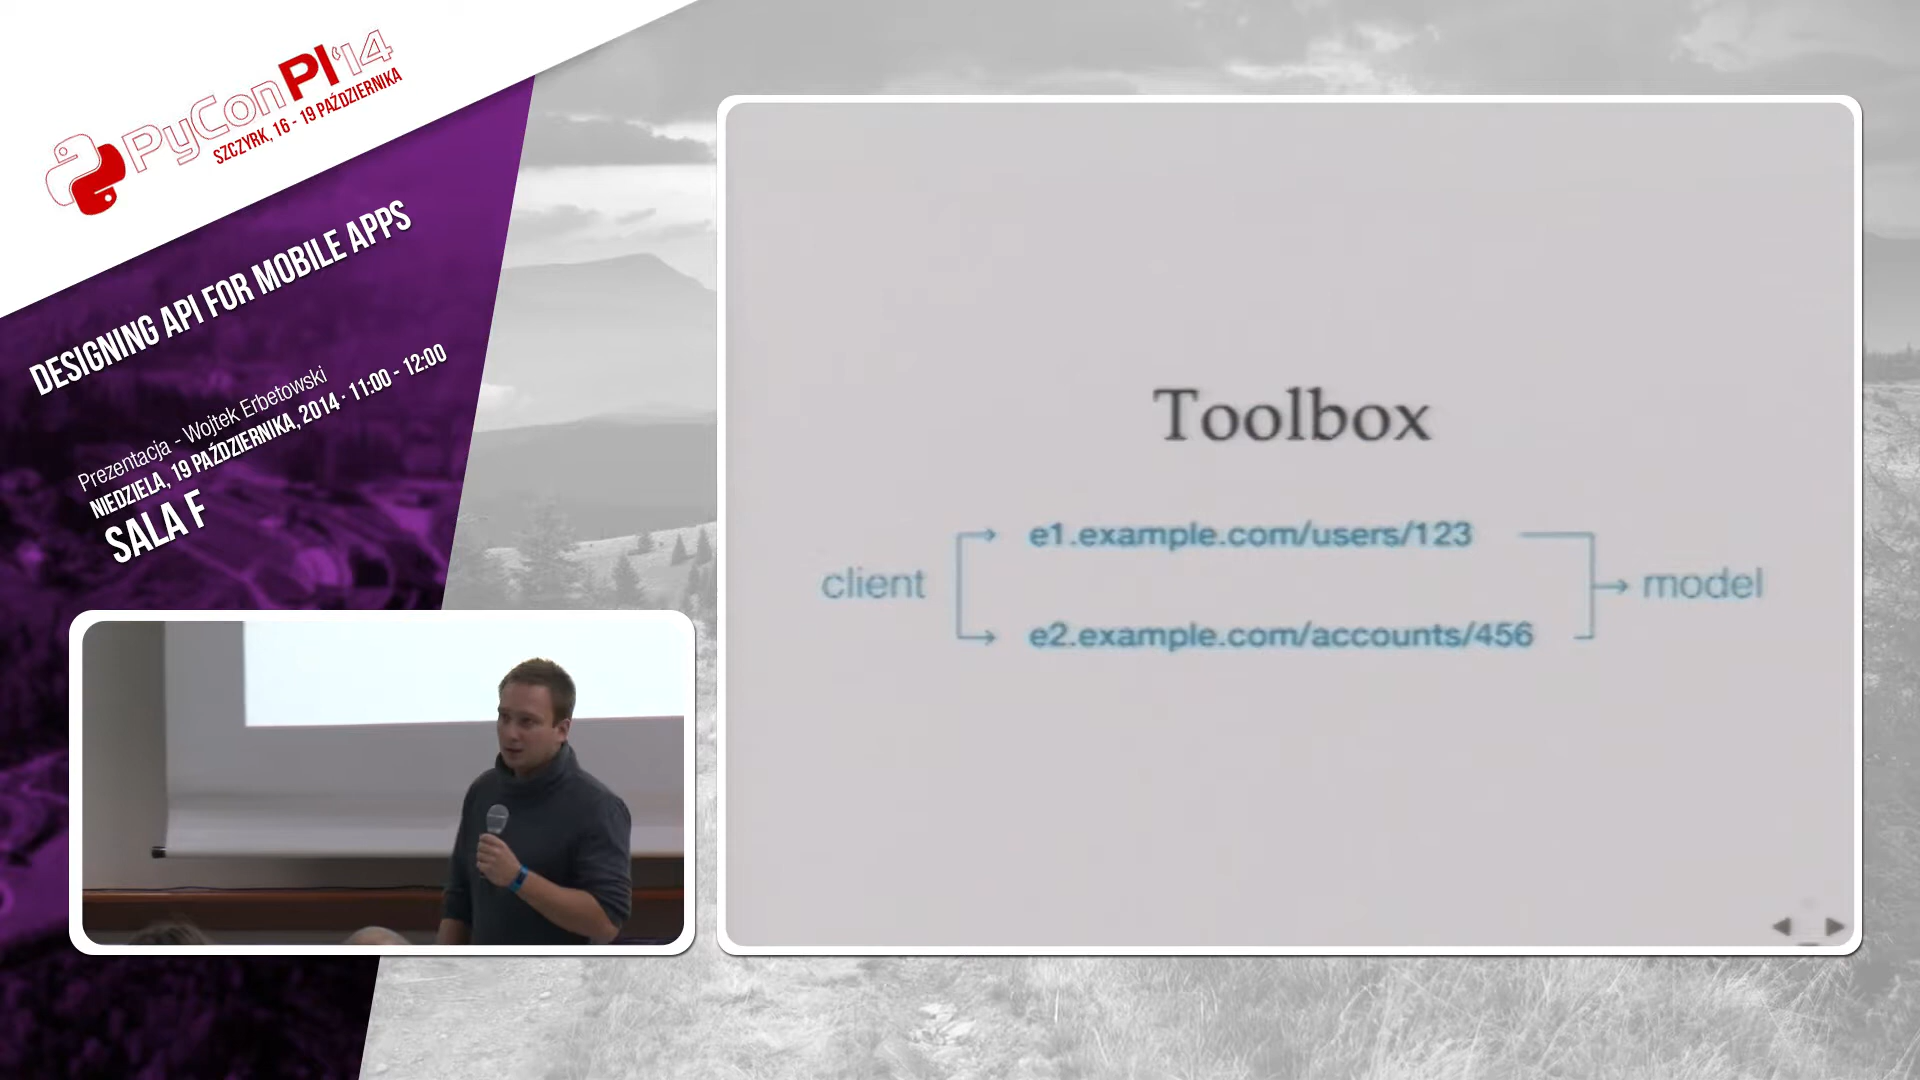 PyConPl'14
SZCZYRK, 16 - 19 PAŹDZIERNIKA
DESIGNING API FOR MOBILE APPS
Prezentacja - Wojtek Erbetowski
NIEDZIELA, 19 PAŹDZIERNIKA, 2014 · 11:00 - 12:00
SALA F
Toolbox
e1.example.com/users/123
client
model
e2.example.com/accounts/456